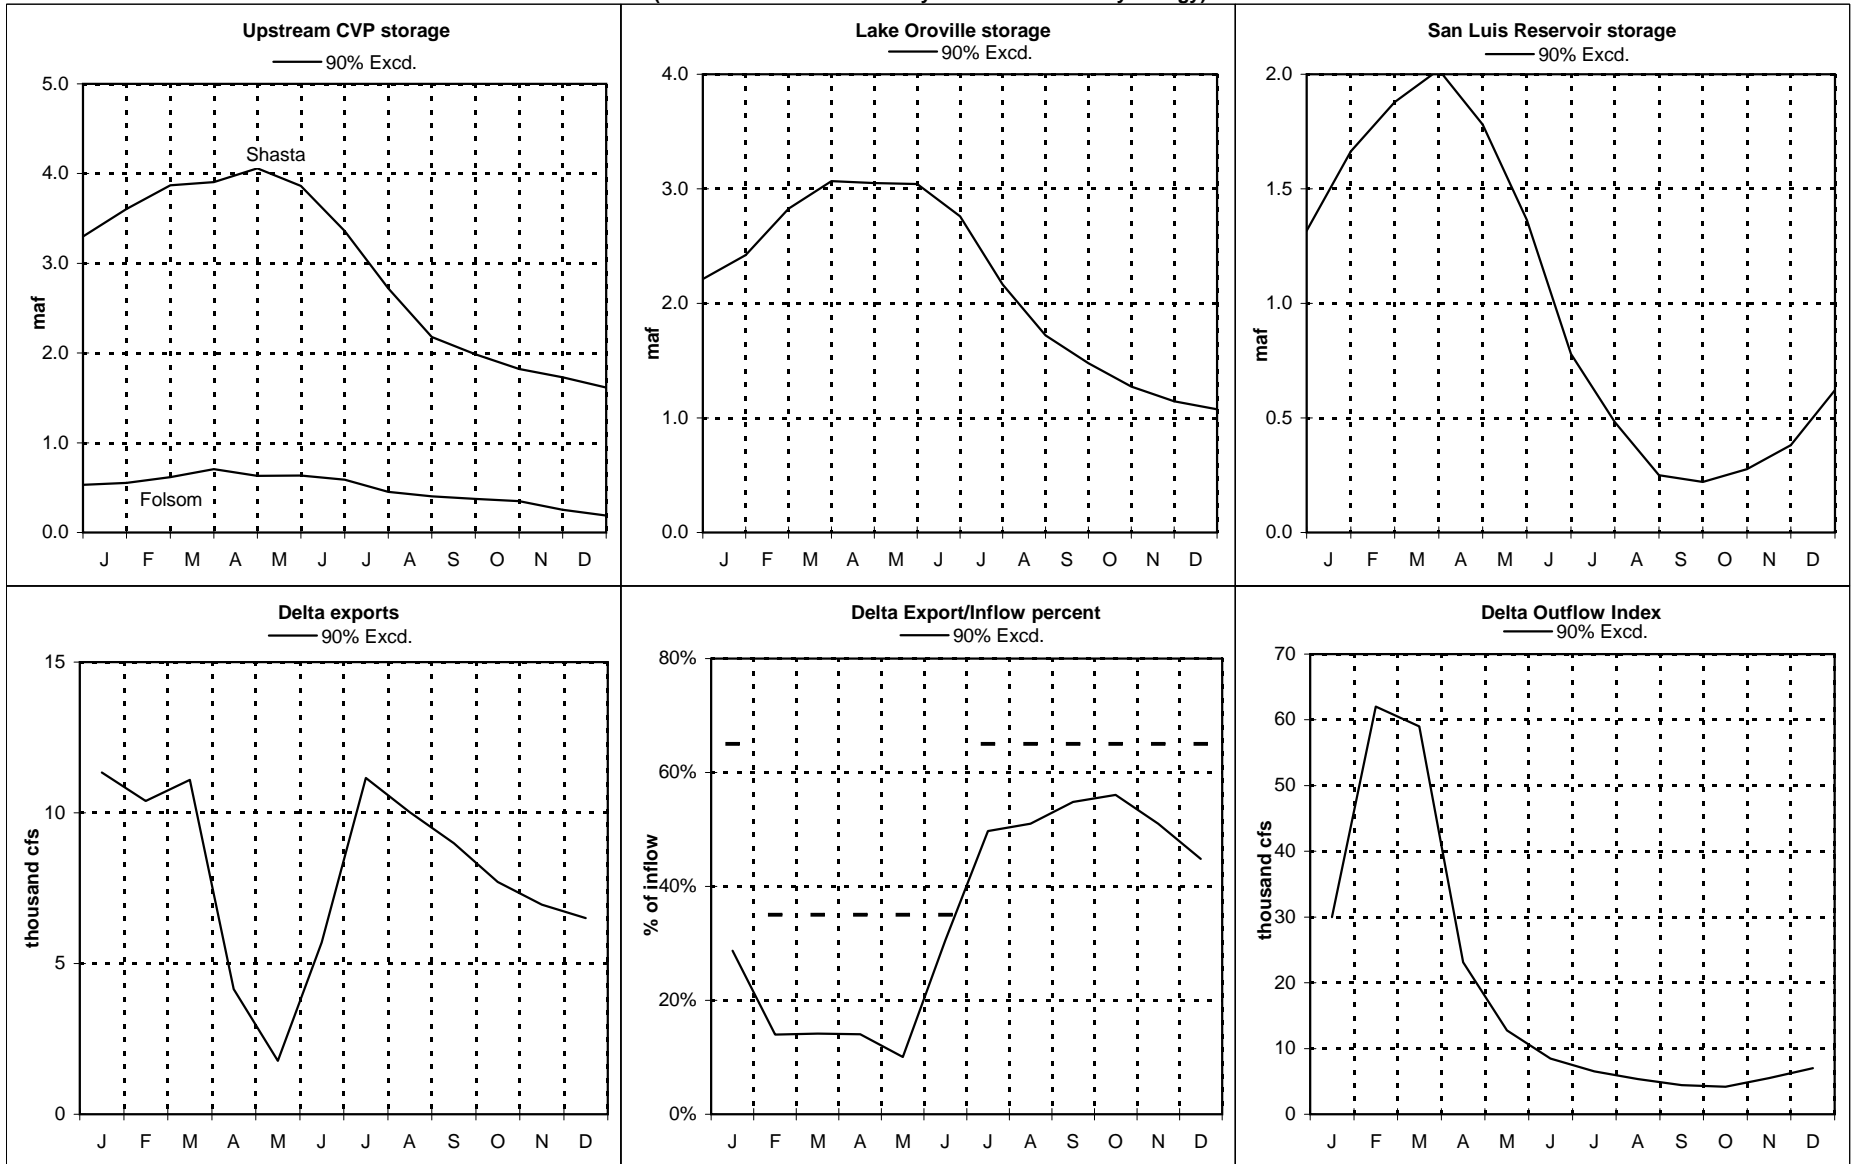 Upstream CVP storage
90% Excd.
5.0
4.0
3.0
2.0
1.0
0.0
maf
Shasta
Folsom
J F M A M J J A S O N D
Lake Oroville storage
90% Excd.
4.0
3.0
2.0
1.0
0.0
maf
J F M A M J J A S O N D
San Luis Reservoir storage
90% Excd.
2.0
1.5
1.0
0.5
0.0
maf
J F M A M J J A S O N D
Delta exports
90% Excd.
15
10
5
0
thousand cfs
J F M A M J J A S O N D
Delta Export/Inflow percent
90% Excd.
80%
60%
40%
20%
0%
% of inflow
J F M A M J J A S O N D
Delta Outflow Index
90% Excd.
70
60
50
40
30
20
10
0
thousand cfs
J F M A M J J A S O N D